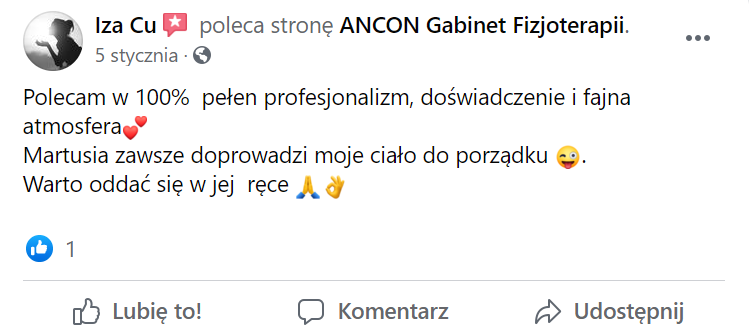 Iza Cu poleca stronę ANCON Gabinet Fizjoterapii.
5 stycznia ·
Polecam w 100%  pełen profesjonalizm, doświadczenie i fajna
atmosfera💕
Martusia zawsze doprowadzi moje ciało do porządku 😜.
Warto oddać się w jej  ręce 🙏👌
1
Lubię to! Komentarz Udostępnij